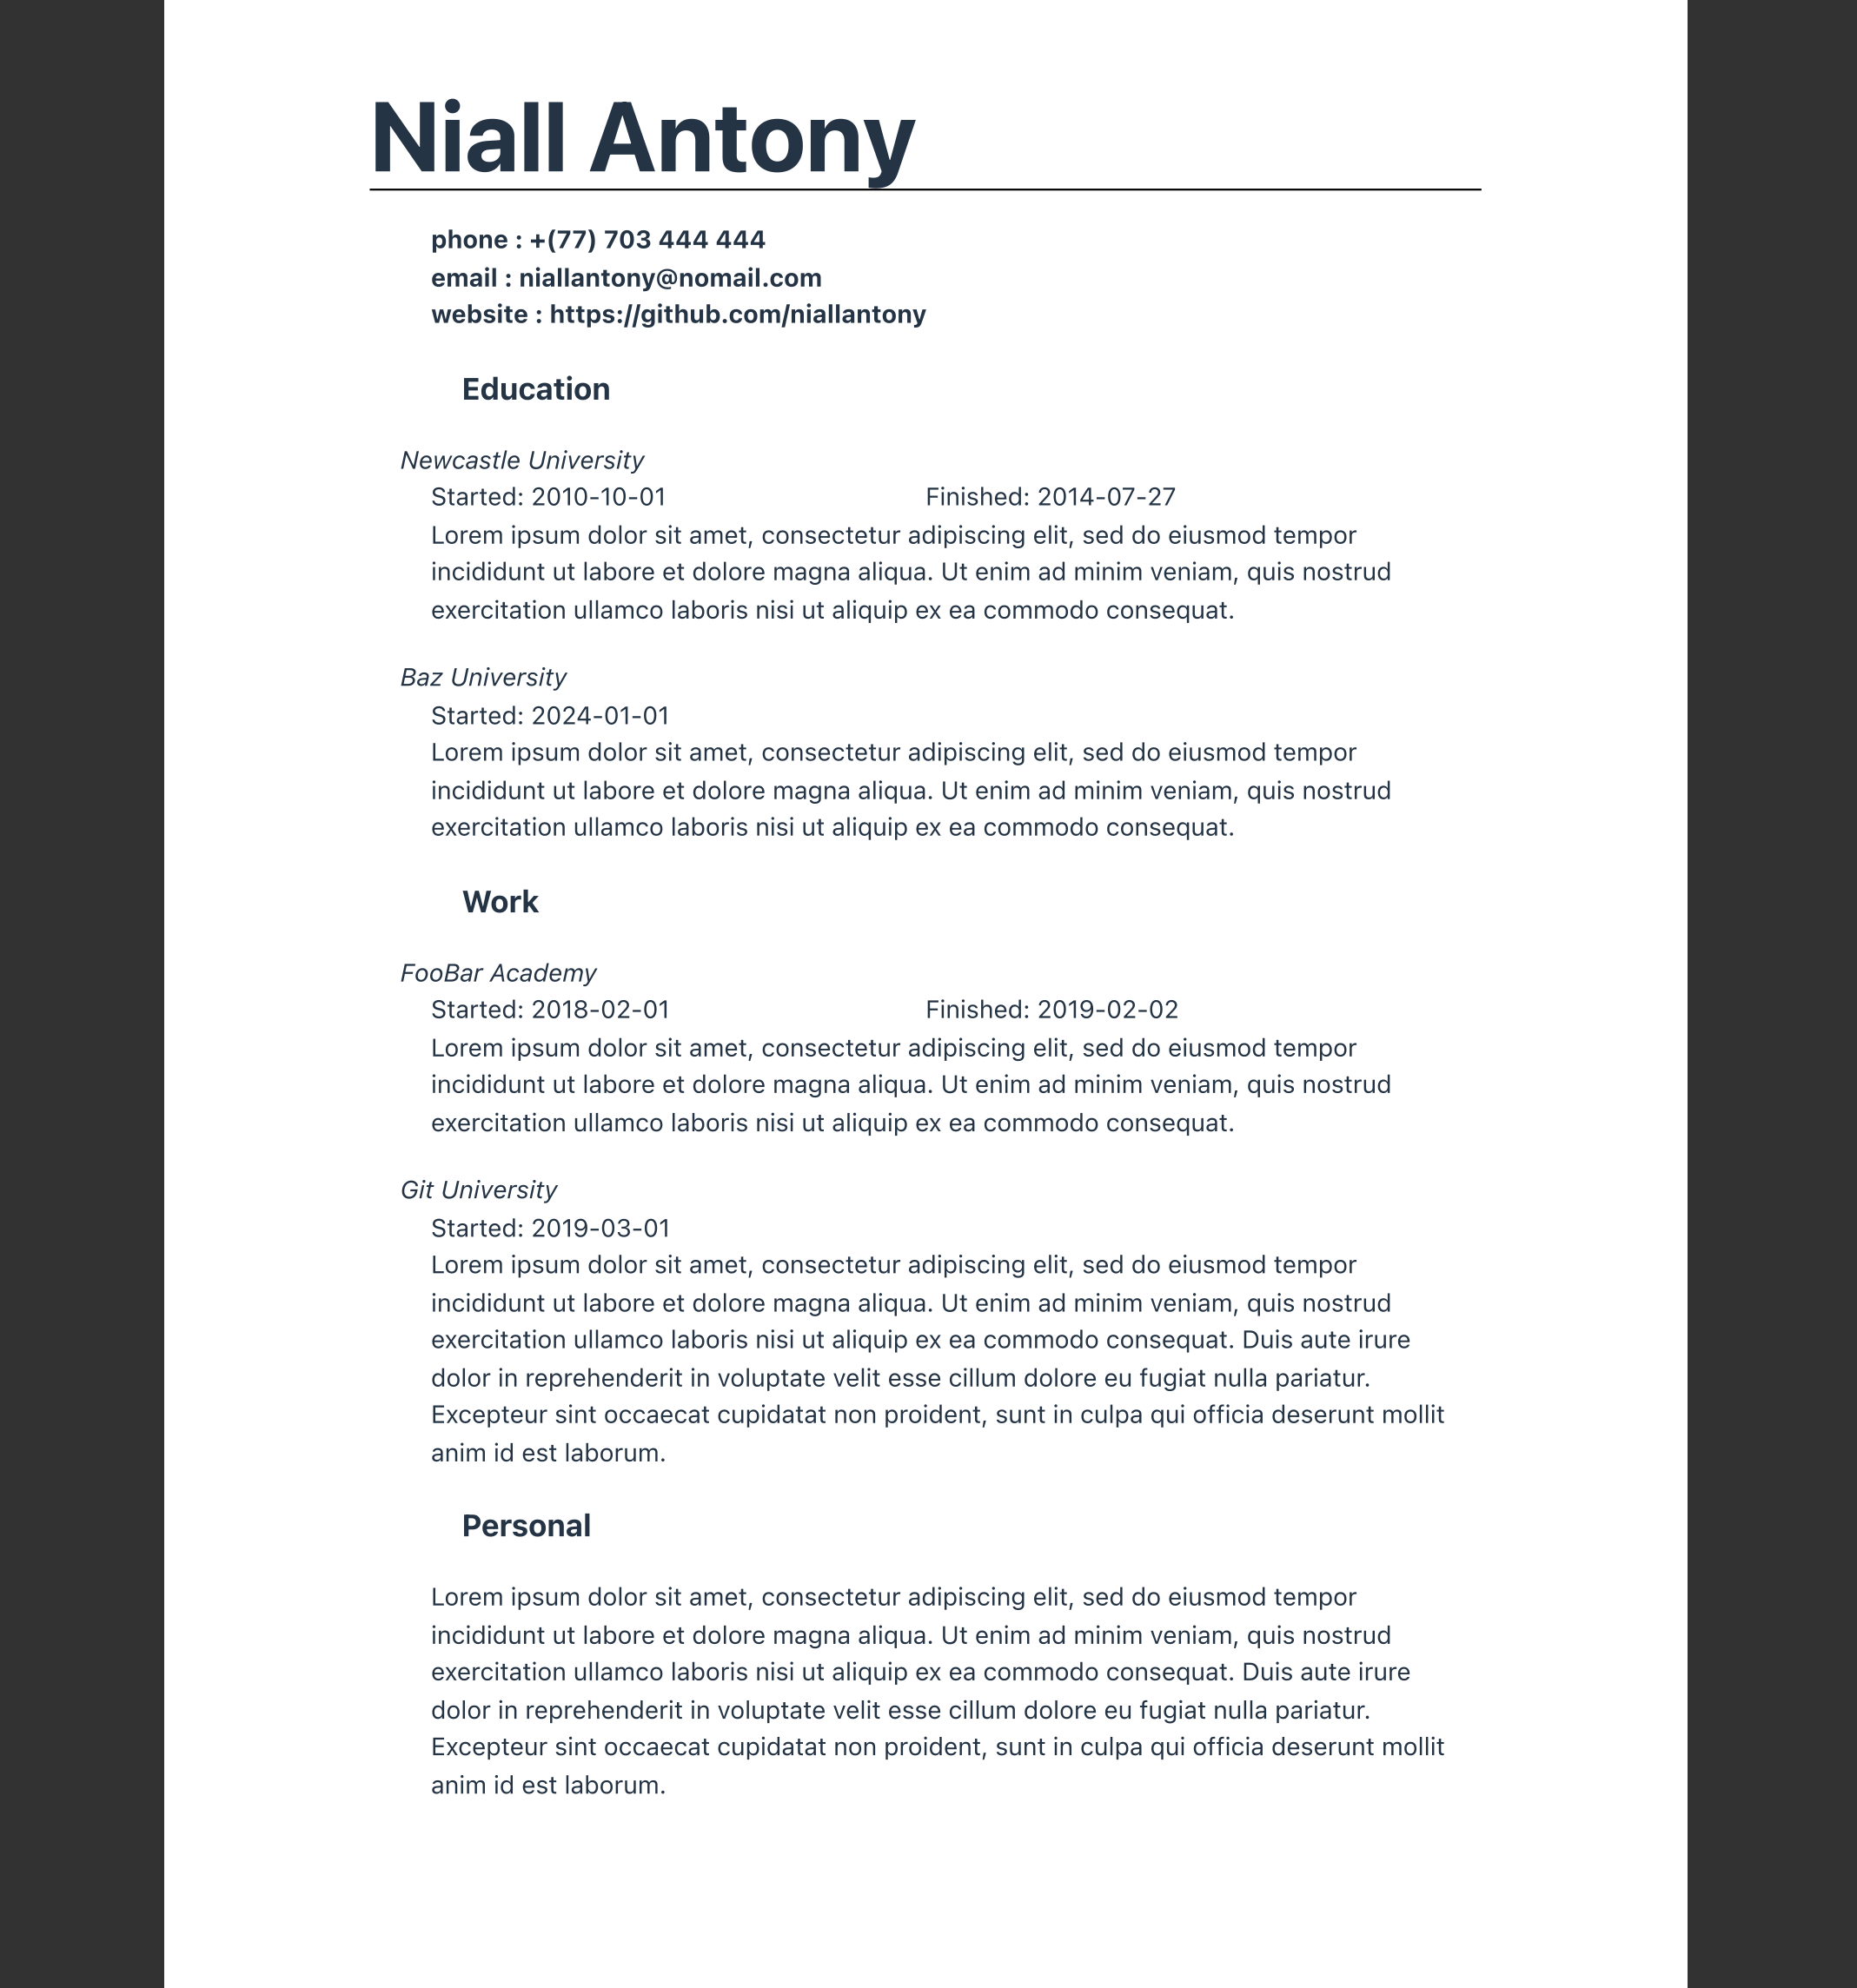 Niall Antony
phone : +(77) 703 444 444
email : niallantony@nomail.com
website : https://github.com/niallantony
Education
Newcastle University
Started: 2010-10-01 Finished: 2014-07-27
Lorem ipsum dolor sit amet, consectetur adipiscing elit, sed do eiusmod tempor
incididunt ut labore et dolore magna aliqua. Ut enim ad minim veniam, quis nostrud
exercitation ullamco laboris nisi ut aliquip ex ea commodo consequat.
Baz University
Started: 2024-01-01
Lorem ipsum dolor sit amet, consectetur adipiscing elit, sed do eiusmod tempor
incididunt ut labore et dolore magna aliqua. Ut enim ad minim veniam, quis nostrud
exercitation ullamco laboris nisi ut aliquip ex ea commodo consequat.
Work
FooBar Academy
Started: 2018-02-01 Finished: 2019-02-02
Lorem ipsum dolor sit amet, consectetur adipiscing elit, sed do eiusmod tempor
incididunt ut labore et dolore magna aliqua. Ut enim ad minim veniam, quis nostrud
exercitation ullamco laboris nisi ut aliquip ex ea commodo consequat.
Git University
Started: 2019-03-01
Lorem ipsum dolor sit amet, consectetur adipiscing elit, sed do eiusmod tempor
incididunt ut labore et dolore magna aliqua. Ut enim ad minim veniam, quis nostrud
exercitation ullamco laboris nisi ut aliquip ex ea commodo consequat. Duis aute irure
dolor in reprehenderit in voluptate velit esse cillum dolore eu fugiat nulla pariatur.
Excepteur sint occaecat cupidatat non proident, sunt in culpa qui officia deserunt mollit
anim id est laborum.
Personal
Lorem ipsum dolor sit amet, consectetur adipiscing elit, sed do eiusmod tempor
incididunt ut labore et dolore magna aliqua. Ut enim ad minim veniam, quis nostrud
exercitation ullamco laboris nisi ut aliquip ex ea commodo consequat. Duis aute irure
dolor in reprehenderit in voluptate velit esse cillum dolore eu fugiat nulla pariatur.
Excepteur sint occaecat cupidatat non proident, sunt in culpa qui officia deserunt mollit
anim id est laborum.